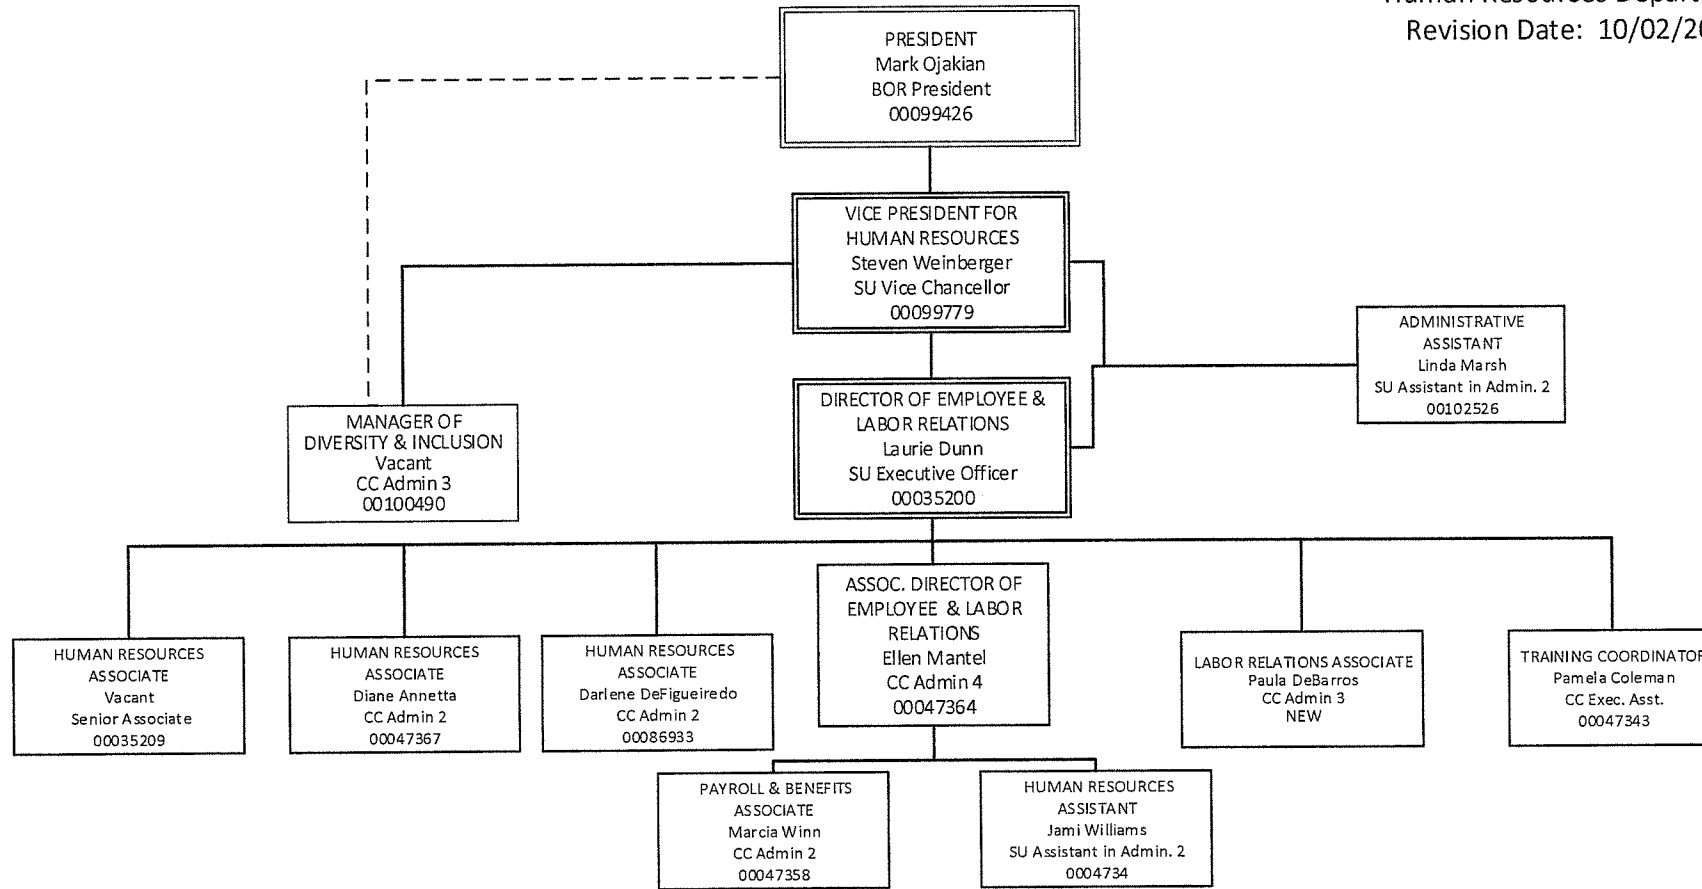 Human Resources Depart
Revision Date: 10/02/20
PRESIDENT
Mark Ojakian
BOR President
00099426
VICE PRESIDENT FOR
HUMAN RESOURCES
Steven Weinberger
SU Vice Chancellor
00099779
ADMINISTRATIVE
ASSISTANT
Linda Marsh
SU Assistant in Admin. 2
00102526
DIRECTOR OF EMPLOYEE &
LABOR RELATIONS
Laurie Dunn
SU Executive Officer
00035200
MANAGER OF
DIVERSITY & INCLUSION
Vacant
CC Admin 3
00100490
HUMAN RESOURCES
ASSOCIATE
Vacant
Senior Associate
00035209
HUMAN RESOURCES
ASSOCIATE
Diane Annetta
CC Admin 2
00047367
HUMAN RESOURCES
ASSOCIATE
Darlene DeFigueiredo
CC Admin 2
00086933
ASSOC. DIRECTOR OF
EMPLOYEE & LABOR
RELATIONS
Ellen Mantel
CC Admin 4
00047364
LABOR RELATIONS ASSOCIATE
Paula DeBarros
CC Admin 3
NEW
TRAINING COORDINATOR
Pamela Coleman
CC Exec. Asst.
00047343
PAYROLL & BENEFITS
ASSOCIATE
Marcia Winn
CC Admin 2
00047358
HUMAN RESOURCES
ASSISTANT
Jami Williams
SU Assistant in Admin. 2
0004734